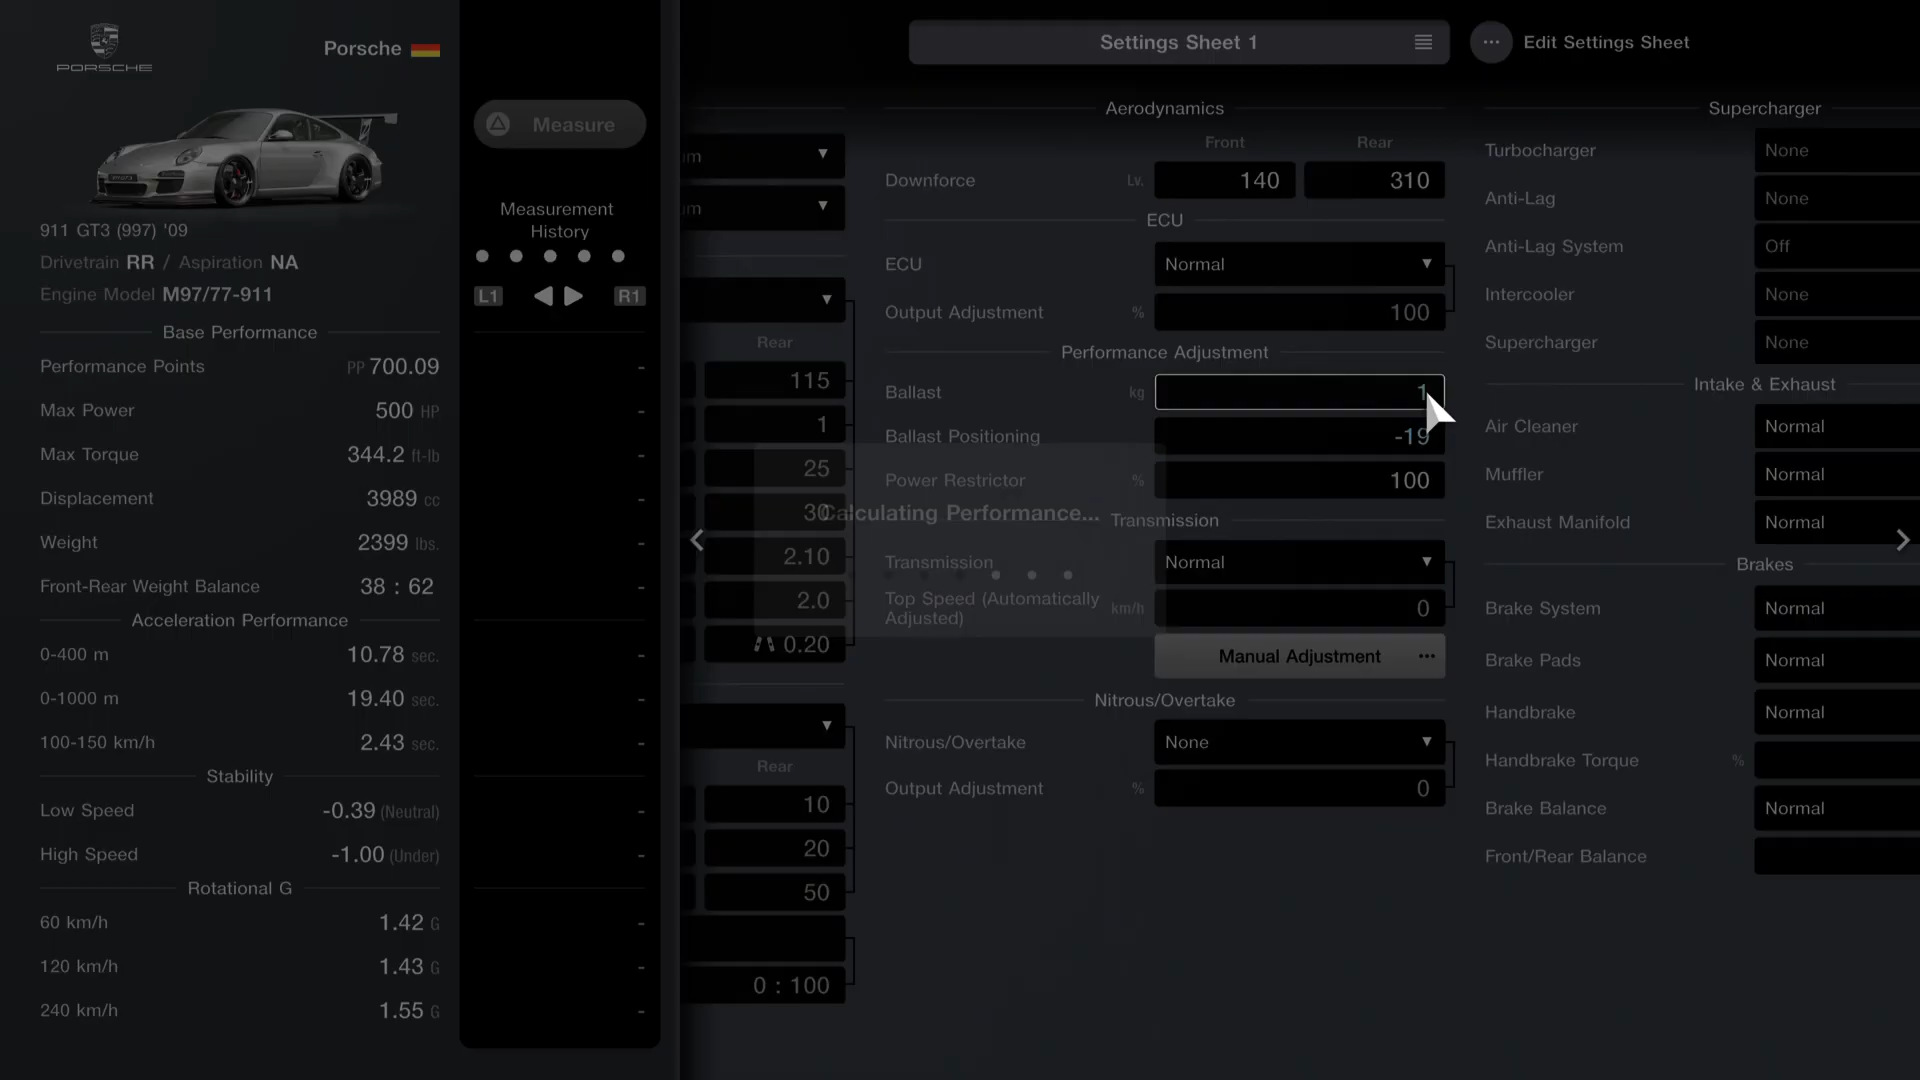 PORSCHE
Porsche
911 GT3 (997) '09
Drivetrain RR / Aspiration NA
Engine Model M97/77-911
Base Performance
Performance Points PP 700.09
Max Power 500 HP
Max Torque 344.2 ft-lb
Displacement 3989 cc
Weight 2399 lbs.
Front-Rear Weight Balance 38 : 62
Acceleration Performance
0-400 m 10.78 sec.
0-1000 m 19.40 sec.
100-150 km/h 2.43 sec.
Stability
Low Speed -0.39 (Neutral)
High Speed -1.00 (Under)
Rotational G
60 km/h 1.42 G
120 km/h 1.43 G
240 km/h 1.55 G
Measure
Measurement
History
L1 R1
-
-
-
-
-
-
-
-
-
-
-
-
-
-
Settings Sheet 1
Edit Settings Sheet
Rear
115
1
25
30
2.10
2.0
0.20
Rear
10
20
50
0 : 100
Calculating Performance...
Aerodynamics
Front Rear
Downforce Lv. 140 310
ECU
ECU Normal
Output Adjustment % 100
Performance Adjustment
Ballast kg 1
Ballast Positioning -19
Power Restrictor % 100
Transmission
Transmission Normal
Top Speed (Automatically
Adjusted) km/h 0
Manual Adjustment
Nitrous/Overtake
Nitrous/Overtake None
Output Adjustment % 0
Supercharger
Turbocharger None
Anti-Lag None
Anti-Lag System Off
Intercooler None
Supercharger None
Intake & Exhaust
Air Cleaner Normal
Muffler Normal
Exhaust Manifold Normal
Brakes
Brake System Normal
Brake Pads Normal
Handbrake Normal
Handbrake Torque %
Brake Balance Normal
Front/Rear Balance